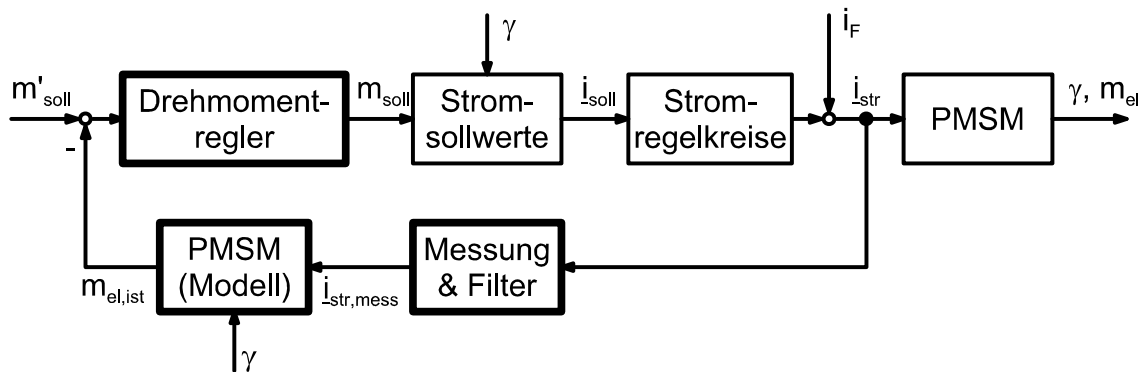 γ
i_F
m'_soll
Drehmoment-
regler
m_soll
Strom-
sollwerte
i_soll
Strom-
regelkreise
i_str
PMSM
γ, m_el
-
m_el,ist
PMSM
(Modell)
i_str,mess
Messung
& Filter
γ